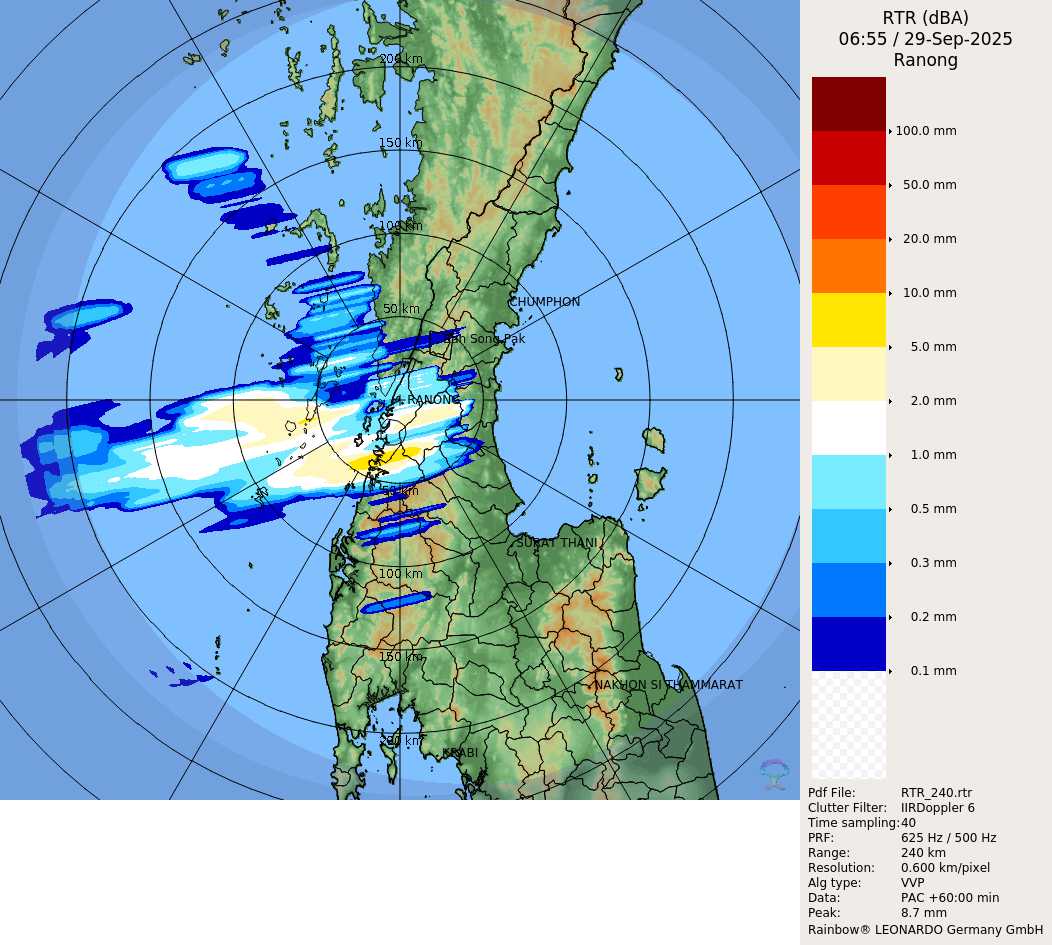 RTR (dBA)
06:55 / 29-Sep-2025
Ranong
200 km
150 km
100 km
50 km
CHUMPHON
Ban Song Pak
RANONG
50 km
SURAT THANI
100 km
150 km
NAKHON SI THAMMARAT
200 km
KRABI
100.0 mm
50.0 mm
20.0 mm
10.0 mm
5.0 mm
2.0 mm
1.0 mm
0.5 mm
0.3 mm
0.2 mm
0.1 mm
Pdf File: RTR_240.rtr
Clutter Filter: IIRDoppler 6
Time sampling:40
PRF: 625 Hz / 500 Hz
Range: 240 km
Resolution: 0.600 km/pixel
Alg type: VVP
Data: PAC +60:00 min
Peak: 8.7 mm
Rainbow® LEONARDO Germany GmbH